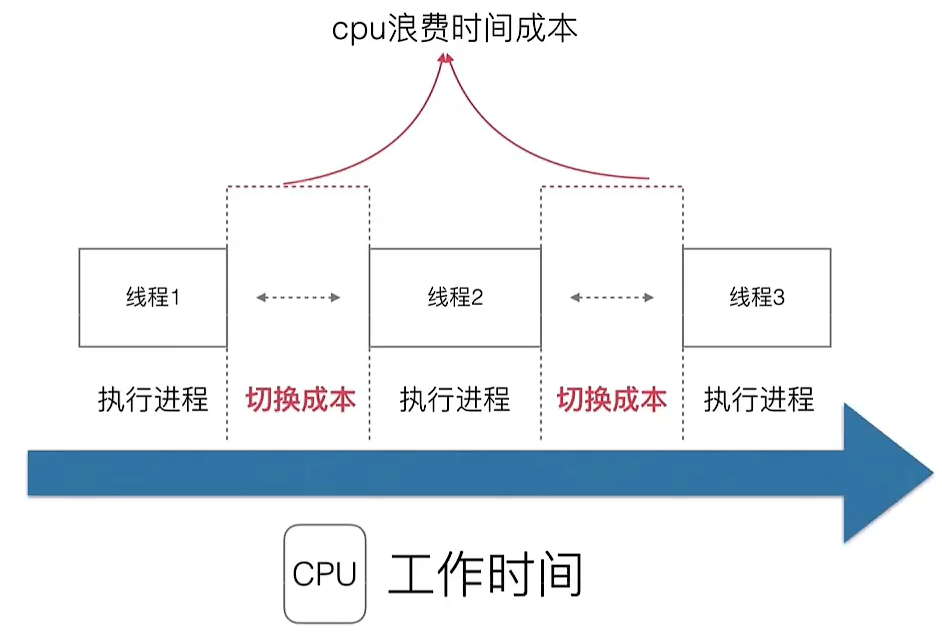 cpu浪费时间成本
线程1
线程2
线程3
执行进程
切换成本
执行进程
切换成本
执行进程
CPU
工作时间